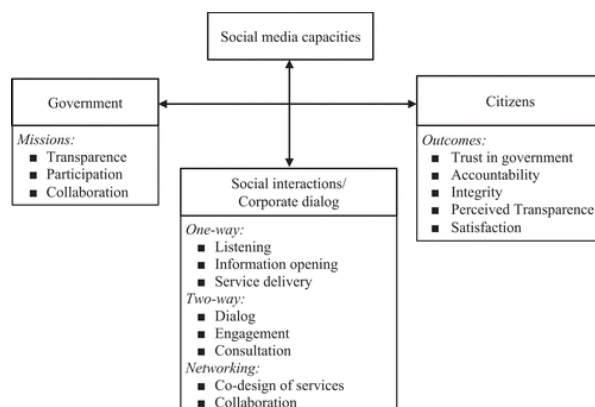 Social media capacities
Government
Citizens
Missions:
■ Transparence
■ Participation
■ Collaboration
Outcomes:
■ Trust in government
■ Accountability
■ Integrity
■ Perceived Transparence
■ Satisfaction
Social interactions/
Corporate dialog
One-way:
■ Listening
■ Information opening
■ Service delivery
Two-way:
■ Dialog
■ Engagement
■ Consultation
Networking:
■ Co-design of services
■ Collaboration